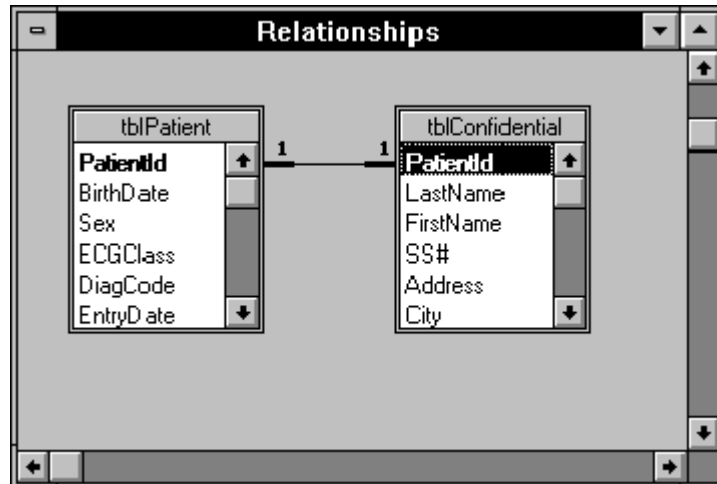 Relationships
tblPatient
PatientId
BirthDate
Sex
ECGClass
DiagCode
EntryDate
1
1
tblConfidential
PatientId
LastName
FirstName
SS#
Address
City